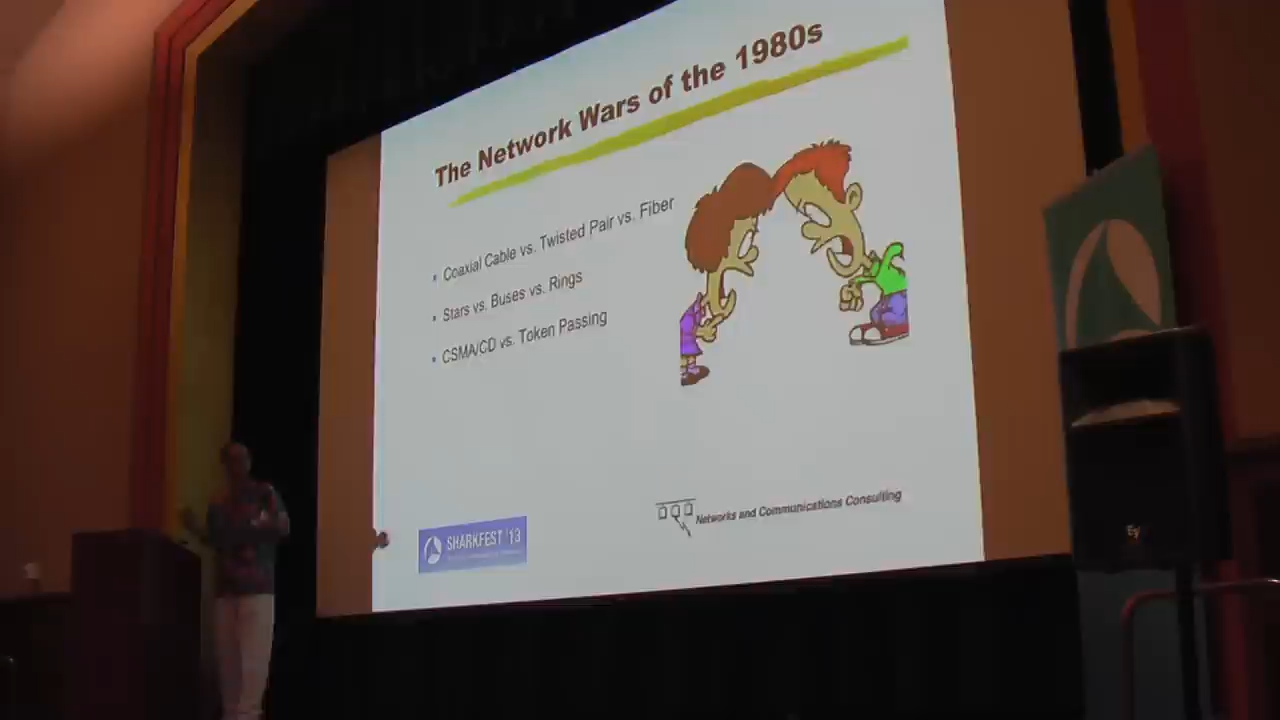 The Network Wars of the 1980s
• Coaxial Cable vs. Twisted Pair vs. Fiber
• Stars vs. Buses vs. Rings
• CSMA/CD vs. Token Passing
SHARKFEST '13
Networks and Communications Consulting
Ev